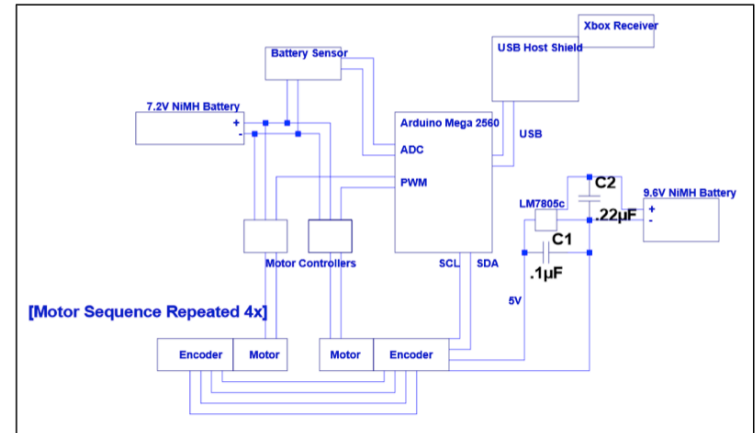 Xbox Receiver
USB Host Shield
Battery Sensor
7.2V NiMH Battery
+
-
Arduino Mega 2560
ADC
USB
PWM
C2
9.6V NiMH Battery
LM7805c
+
-
.22µF
C1
Motor Controllers
SCL
SDA
.1µF
5V
[Motor Sequence Repeated 4x]
Encoder
Motor
Motor
Encoder